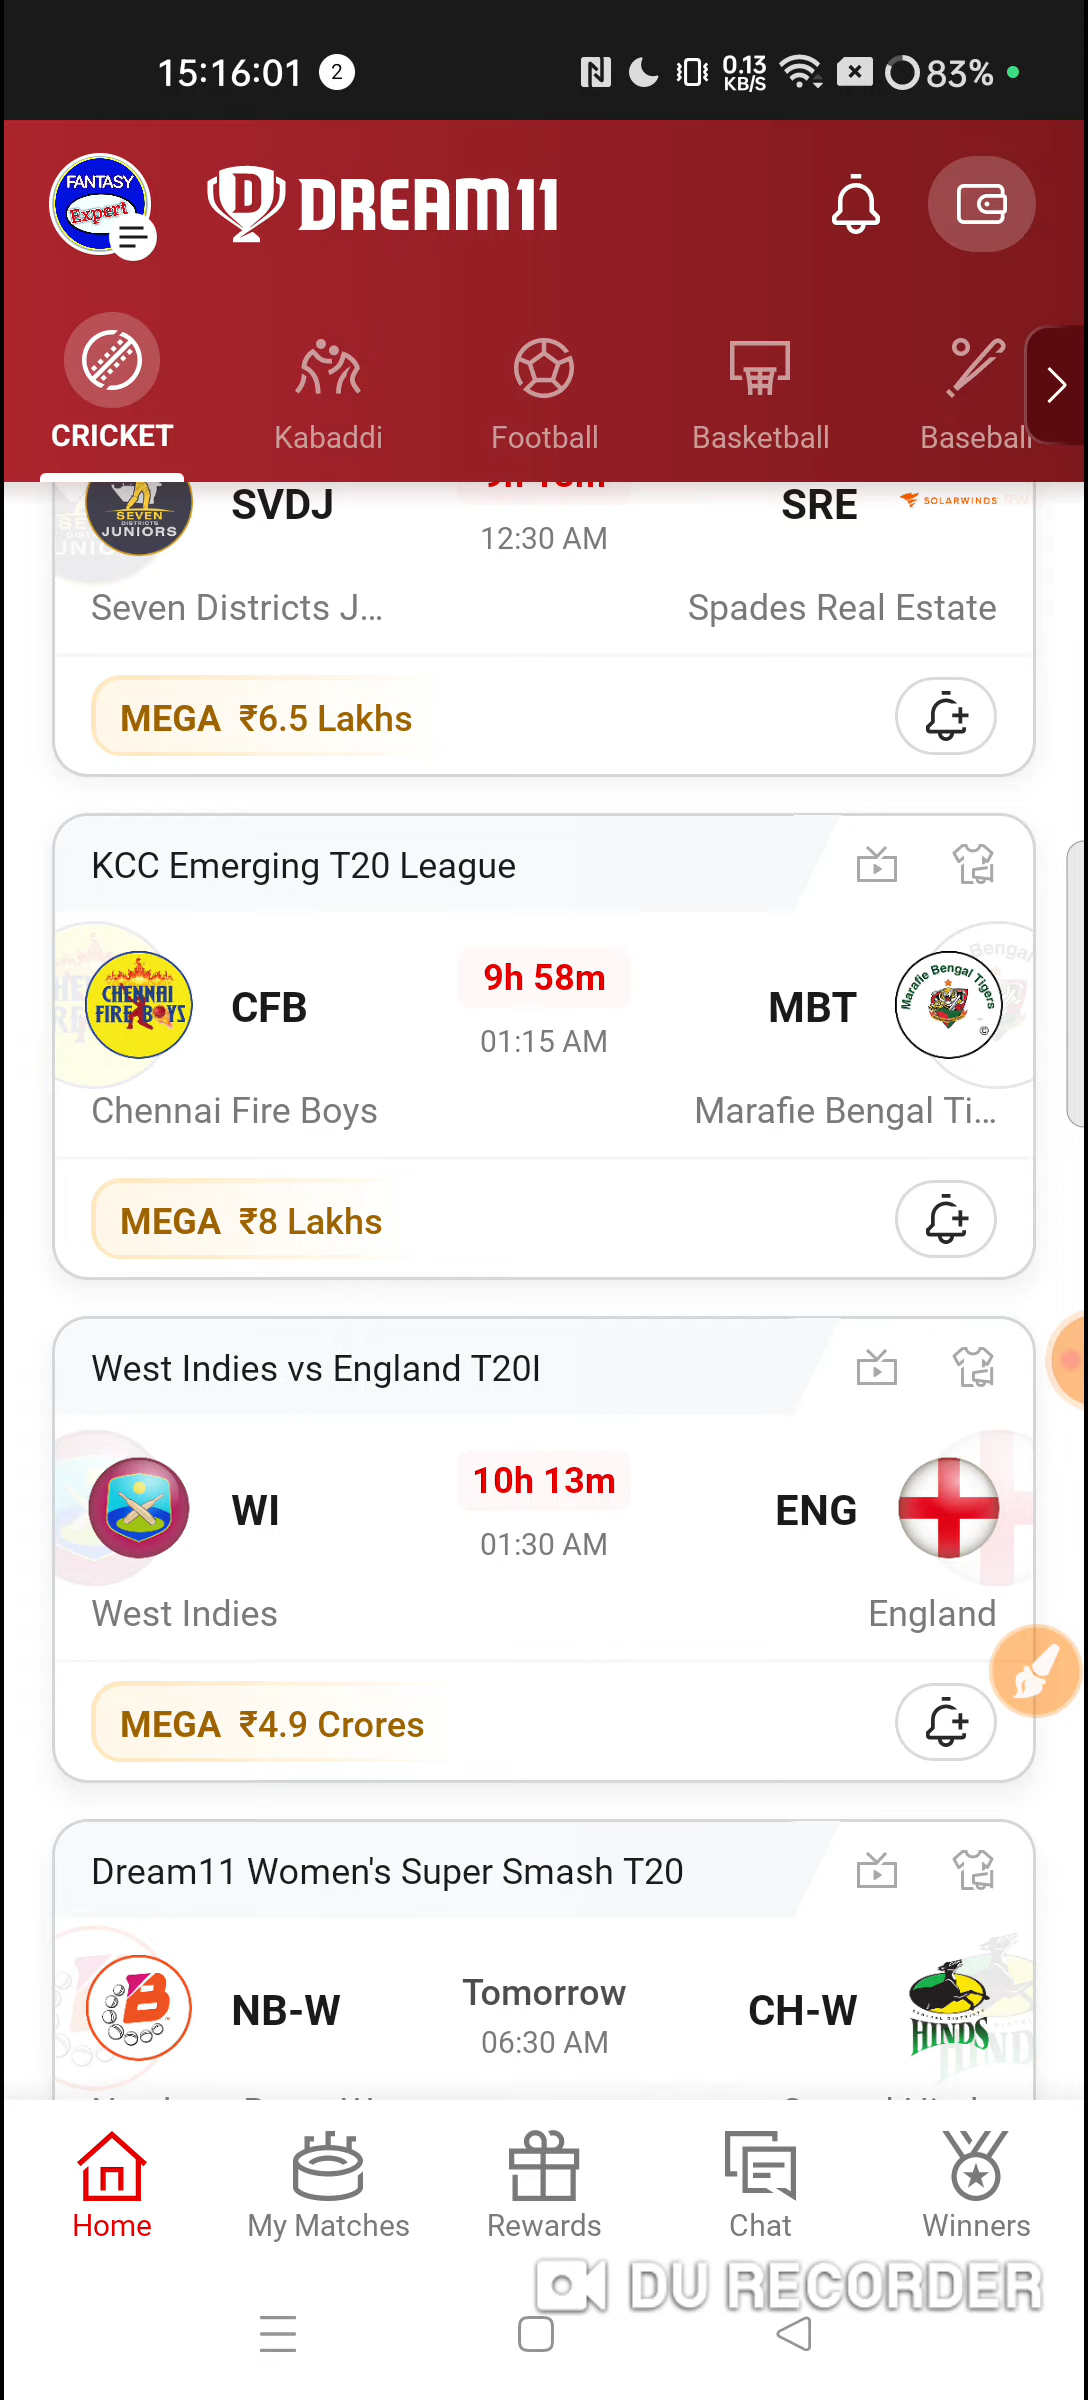 15:16:01 2 0.13 KB/S 83%
FANTASY
Expert
DREAM11
CRICKET Kabaddi Football Basketball Baseball
SEVEN
DISTRICTS
JUNIORS
SVDJ
12:30 AM
SRE
SOLARWINDS
Seven Districts J... Spades Real Estate
MEGA ₹6.5 Lakhs
KCC Emerging T20 League
CHENNAI
FIRE BOYS
CFB
9h 58m
01:15 AM
MBT
Marafie Bengal Tigers
Chennai Fire Boys Marafie Bengal Ti...
MEGA ₹8 Lakhs
West Indies vs England T20I
WI
10h 13m
01:30 AM
ENG
West Indies England
MEGA ₹4.9 Crores
Dream11 Women's Super Smash T20
B
NB-W
Tomorrow
06:30 AM
CH-W
CENTRAL DISTRICTS
HINDS
Home My Matches Rewards Chat Winners
DU RECORDER